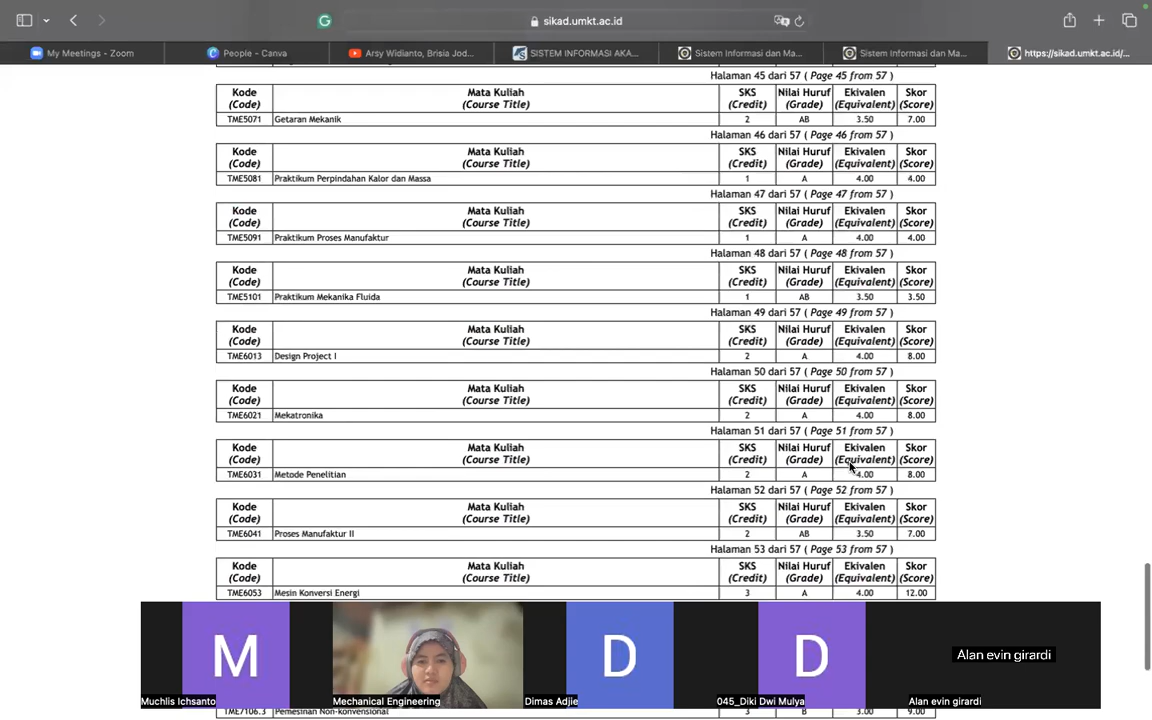 sikad.umkt.ac.id
My Meetings - Zoom
People - Canva
Arsy Widianto, Brisia Jod...
SISTEM INFORMASI AKA...
Sistem Informasi dan Ma...
Sistem Informasi dan Ma...
https://sikad.umkt.ac.id/...
Halaman 45 dari 57 ( Page 45 from 57 )
Kode Mata Kuliah SKS Nilai Huruf Ekivalen Skor
(Code) (Course Title) (Credit) (Grade) (Equivalent) (Score)
TME5071 Getaran Mekanik 2 AB 3.50 7.00
Halaman 46 dari 57 ( Page 46 from 57 )
Kode Mata Kuliah SKS Nilai Huruf Ekivalen Skor
(Code) (Course Title) (Credit) (Grade) (Equivalent) (Score)
TME5081 Praktikum Perpindahan Kalor dan Massa 1 A 4.00 4.00
Halaman 47 dari 57 ( Page 47 from 57 )
Kode Mata Kuliah SKS Nilai Huruf Ekivalen Skor
(Code) (Course Title) (Credit) (Grade) (Equivalent) (Score)
TME5091 Praktikum Proses Manufaktur 1 A 4.00 4.00
Halaman 48 dari 57 ( Page 48 from 57 )
Kode Mata Kuliah SKS Nilai Huruf Ekivalen Skor
(Code) (Course Title) (Credit) (Grade) (Equivalent) (Score)
TME5101 Praktikum Mekanika Fluida 1 AB 3.50 3.50
Halaman 49 dari 57 ( Page 49 from 57 )
Kode Mata Kuliah SKS Nilai Huruf Ekivalen Skor
(Code) (Course Title) (Credit) (Grade) (Equivalent) (Score)
TME6013 Design Project I 2 A 4.00 8.00
Halaman 50 dari 57 ( Page 50 from 57 )
Kode Mata Kuliah SKS Nilai Huruf Ekivalen Skor
(Code) (Course Title) (Credit) (Grade) (Equivalent) (Score)
TME6021 Mekatronika 2 A 4.00 8.00
Halaman 51 dari 57 ( Page 51 from 57 )
Kode Mata Kuliah SKS Nilai Huruf Ekivalen Skor
(Code) (Course Title) (Credit) (Grade) (Equivalent) (Score)
TME6031 Metode Penelitian 2 A 4.00 8.00
Halaman 52 dari 57 ( Page 52 from 57 )
Kode Mata Kuliah SKS Nilai Huruf Ekivalen Skor
(Code) (Course Title) (Credit) (Grade) (Equivalent) (Score)
TME6041 Proses Manufaktur II 2 AB 3.50 7.00
Halaman 53 dari 57 ( Page 53 from 57 )
Kode Mata Kuliah SKS Nilai Huruf Ekivalen Skor
(Code) (Course Title) (Credit) (Grade) (Equivalent) (Score)
TME6053 Mesin Konversi Energi 3 A 4.00 12.00
M
D
D
Alan evin girardi
Muchlis Ichsanto
Mechanical Engineering
Dimas Adjie
045_Diki Dwi Mulya
Alan evin girardi
TME7106.3 Pemesinan Non-konvensional 3 B 3.00 9.00